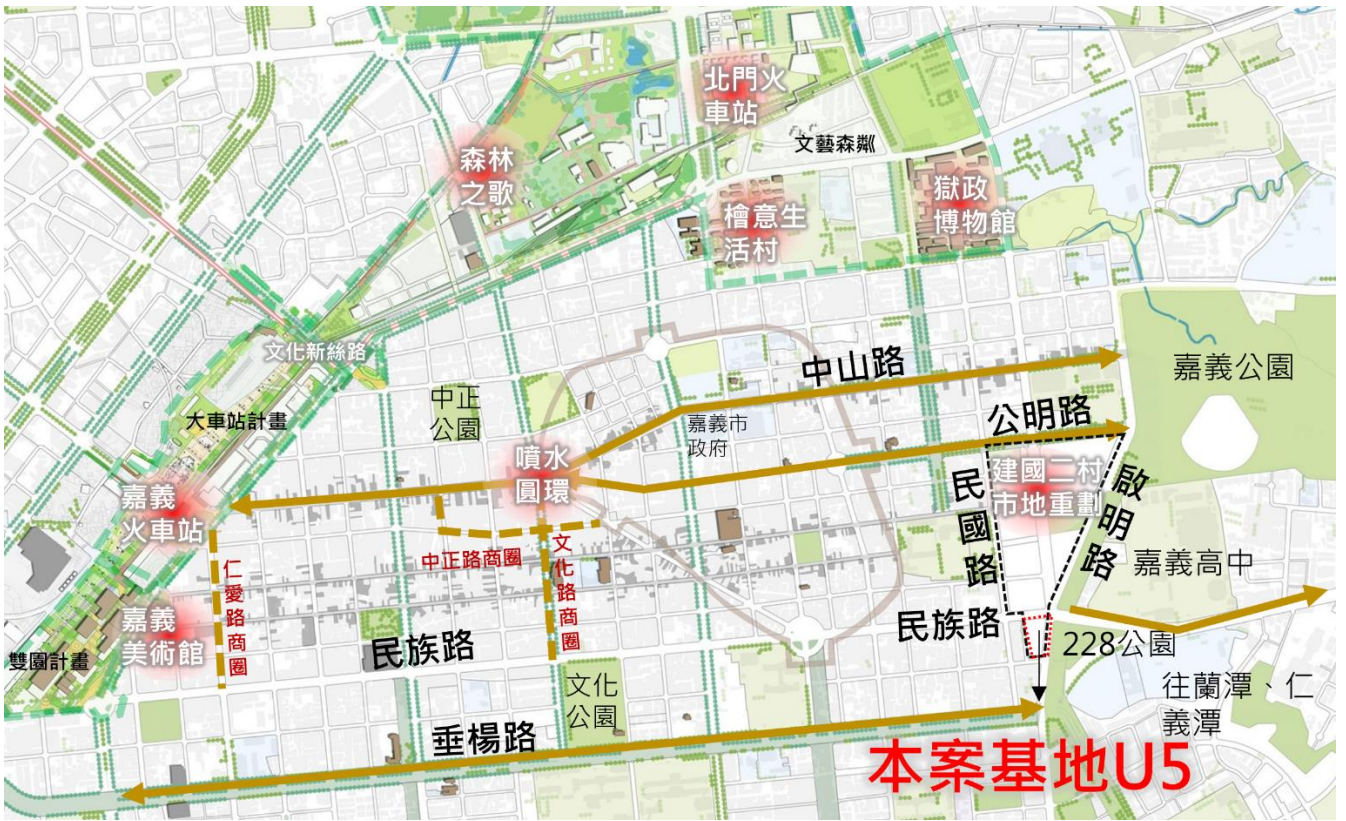 北門火
車站
文藝森粼
森林
之歌
檜意生
活村
獄政
博物館
文化新絲路
中山路
嘉義公園
中正
公園
大車站計畫
嘉義市
政府
公明路
噴水
圓環
建國二村
市地重劃
民國路
啟明路
嘉義
火車站
中正路商圈
文化路商圈
仁愛路商圈
嘉義高中
嘉義
美術館
民族路
民族路
228公園
雙園計畫
文化
公園
往蘭潭、仁
義潭
垂楊路
本案基地U5